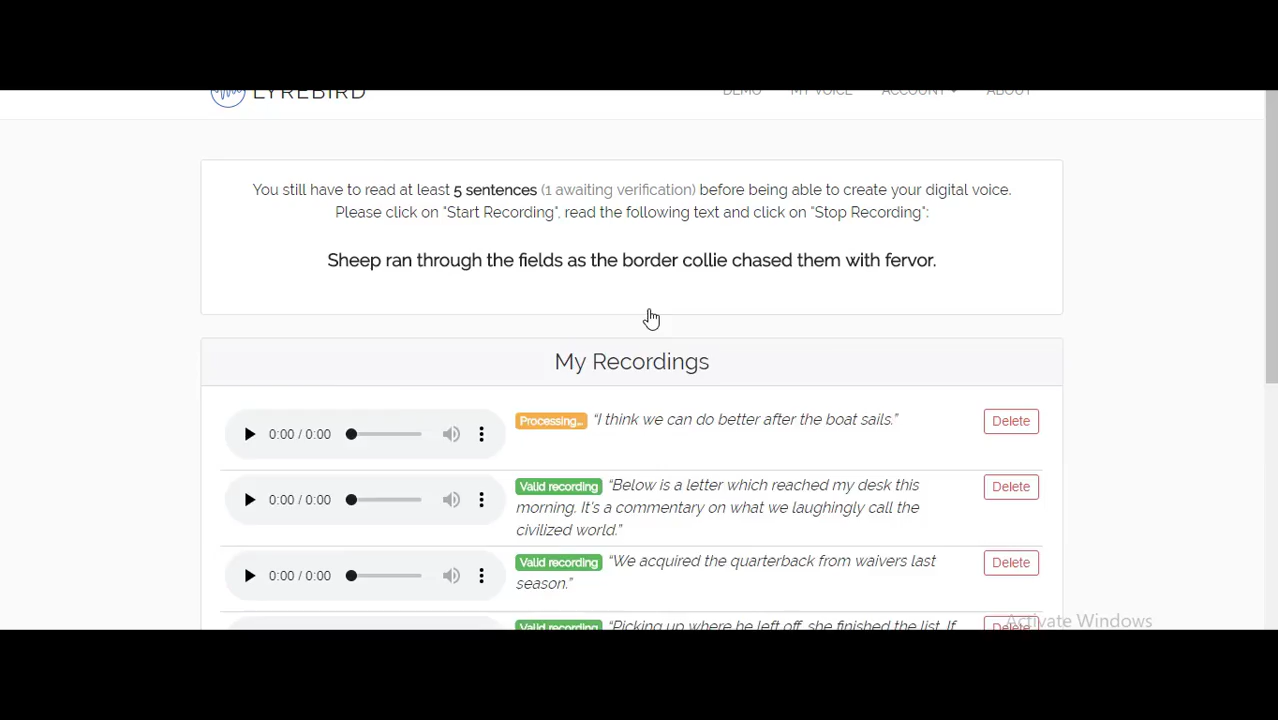 LYREBIRD
DEMO MY VOICE ACCOUNT ABOUT
You still have to read at least 5 sentences (1 awaiting verification) before being able to create your digital voice.
Please click on "Start Recording", read the following text and click on "Stop Recording":
Sheep ran through the fields as the border collie chased them with fervor.
My Recordings
0:00 / 0:00 Processing... “I think we can do better after the boat sails.” Delete
Valid recording “Below is a letter which reached my desk this
0:00 / 0:00 morning. It's a commentary on what we laughingly call the
civilized world.” Delete
0:00 / 0:00 Valid recording “We acquired the quarterback from waivers last
season.” Delete
Valid recording “Picking up where he left off, she finished the list. If Delete
Activate Windows